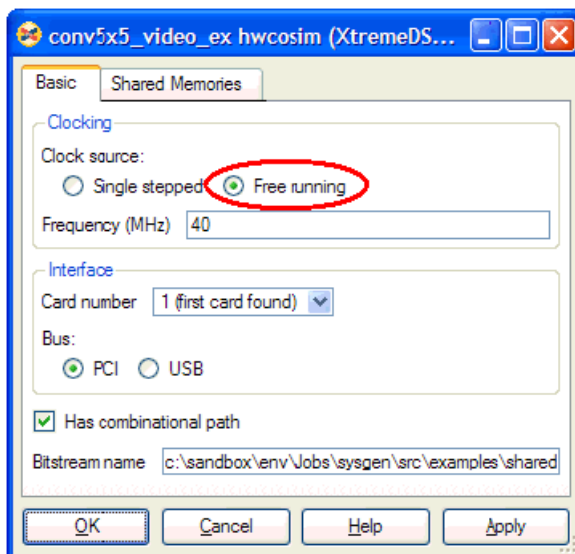 conv5x5_video_ex hwcosim (XtremeDS...
Basic Shared Memories
Clocking
Clock source:
Single stepped Free running
Frequency (MHz) 40
Interface
Card number 1 (first card found)
Bus:
PCI USB
Has combinational path
Bitstream name c:\sandbox\env\Jobs\sysgen\src\examples\shared
OK Cancel Help Apply